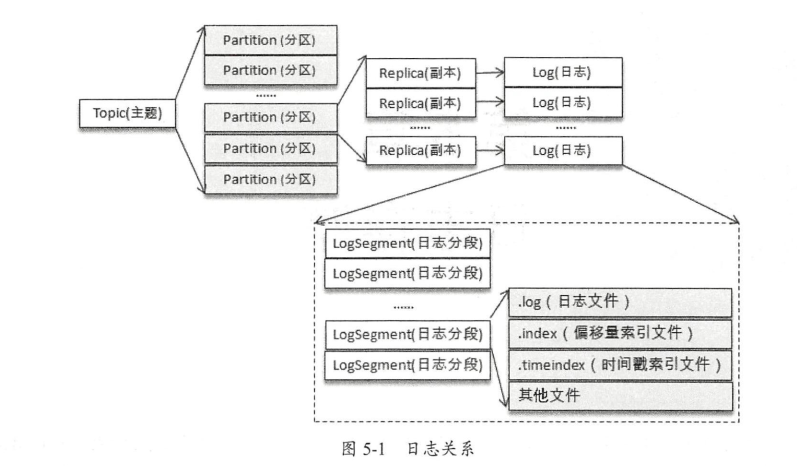 Partition (分区)
Partition (分区)
......
Partition (分区)
Partition (分区)
Partition (分区)
Topic(主题)
Replica(副本)
Replica(副本)
......
Replica(副本)
Log(日志)
Log(日志)
......
Log(日志)
LogSegment(日志分段)
LogSegment(日志分段)
......
LogSegment(日志分段)
LogSegment(日志分段)
.log（日志文件）
.index（偏移量索引文件）
.timeindex（时间戳索引文件）
其他文件
图 5-1 日志关系